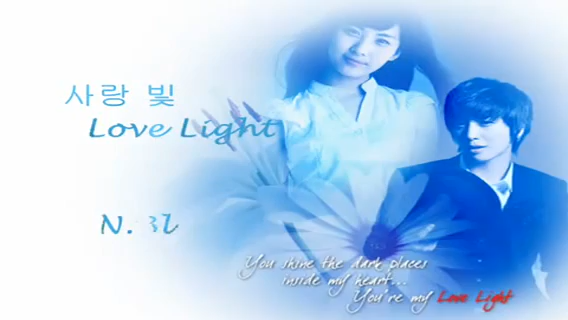 사랑 빛
Love Light
You shine the dark places
inside my heart...
You're my Love Light